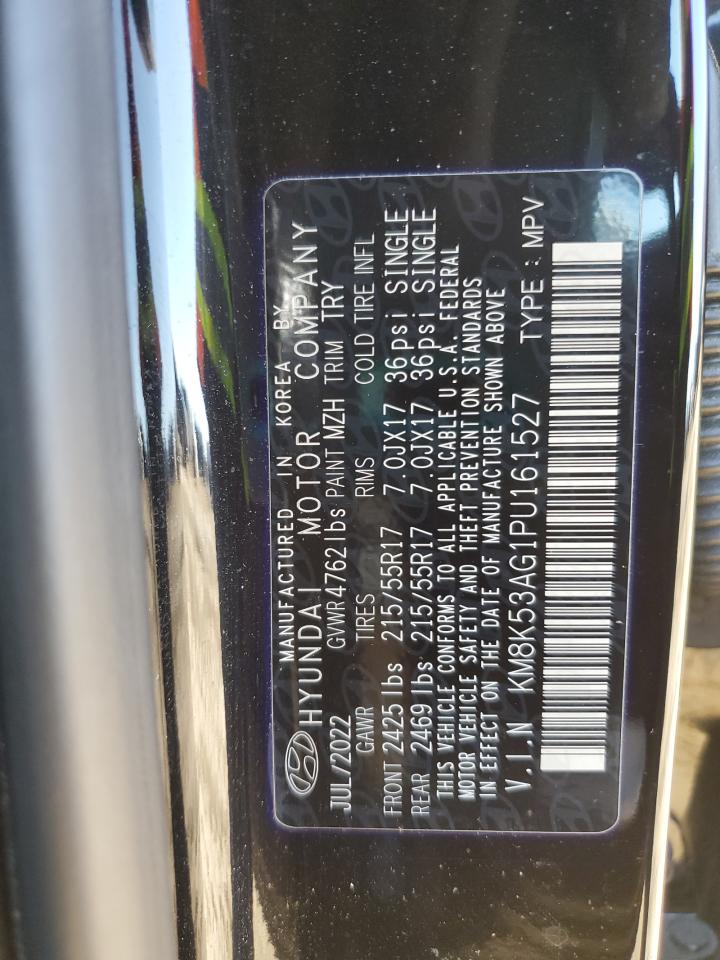 MANUFACTURED IN KOREA BY
HYUNDAI MOTOR COMPANY
JUL/2022 GVWR 4762 lbs PAINT MZH TRIM TRY
GAWR TIRES RIMS COLD TIRE INFL
FRONT 2425 lbs 215/55R17 7.0JX17 36psi SINGLE
REAR 2469 lbs 215/55R17 7.0JX17 36psi SINGLE
THIS VEHICLE CONFORMS TO ALL APPLICABLE U.S.A. FEDERAL
MOTOR VEHICLE SAFETY AND THEFT PREVENTION STANDARDS
IN EFFECT ON THE DATE OF MANUFACTURE SHOWN ABOVE
V.I.N KM8K53AG1PU161527 TYPE : MPV